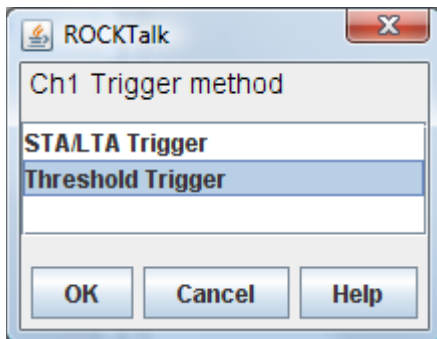 ROCKTalk
Ch1 Trigger method
STA/LTA Trigger
Threshold Trigger
OK Cancel Help